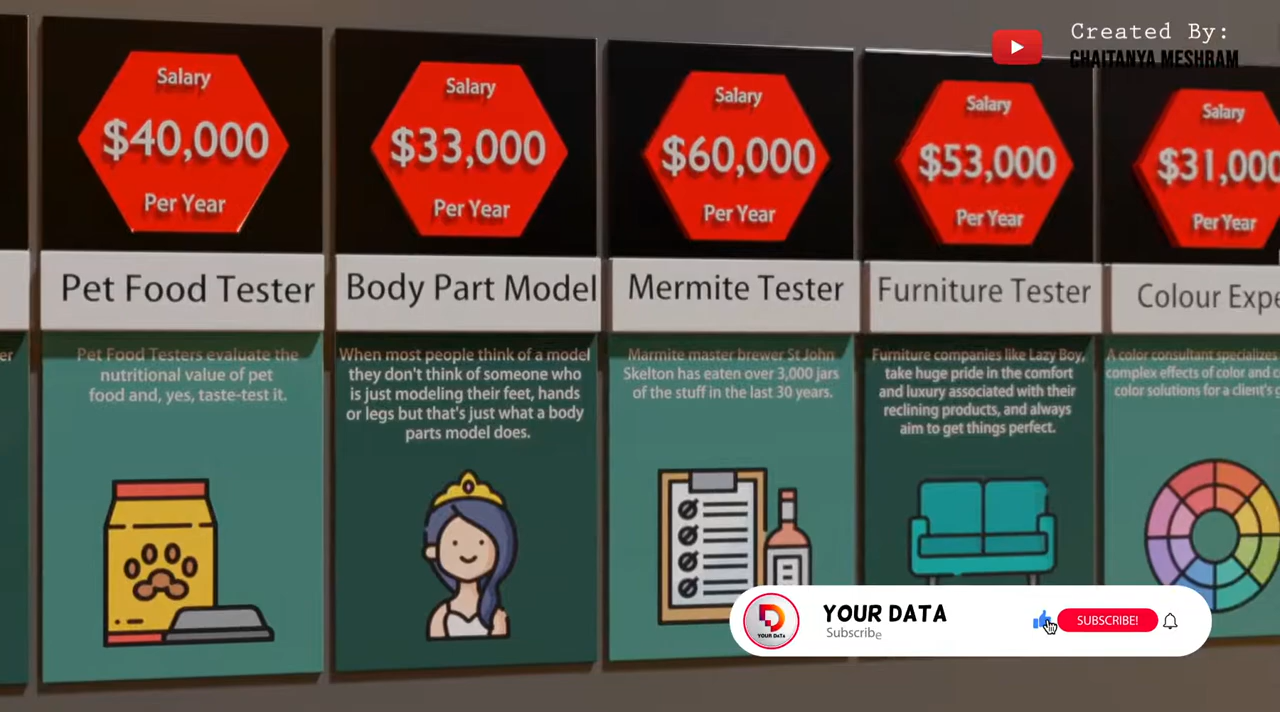 Created By:
CHAITANYA MESHRAM
Salary
$40,000
Per Year
Pet Food Tester
Pet Food Testers evaluate the
nutritional value of pet
food and, yes, taste-test it.
Salary
$33,000
Per Year
Body Part Model
When most people think of a model
they don't think of someone who
is just modeling their feet, hands
or legs but that's just what a body
parts model does.
Salary
$60,000
Per Year
Mermite Tester
Marmite master brewer St John
Skelton has eaten over 3,000 jars
of the stuff in the last 30 years.
Salary
$53,000
Per Year
Furniture Tester
Furniture companies like Lazy Boy,
take huge pride in the comfort
and luxury associated with their
reclining products, and always
aim to get things perfect.
Salary
$31,000
Per Year
Colour Expe
A color consultant specializes
complex effects of color and c
color solutions for a client's s
er
YOUR DATA
YOUR DATA
Subscribe
SUBSCRIBE!